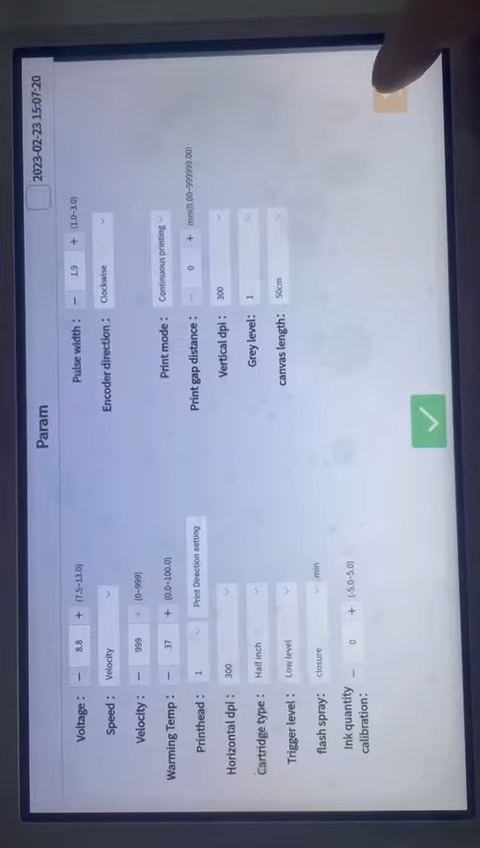 Param
2023-02-23 15:07:20
Voltage : − 8.8 + (7.5~13.0)
Pulse width : − 1.9 + (1.0~3.0)
Speed : Velocity
Encoder direction : Clockwise
Velocity : − 999 + (0~999)
Warming Temp : − 37 + (0.0~100.0)
Print mode : Continuous printing
Printhead : 1 Print Direction setting
Print gap distance : − 0 + mm(0.00~999999.00)
Horizontal dpi : 300
Vertical dpi : 300
Cartridge type : Half inch
Grey level: 1
Trigger level : Low level
canvas length: 50cm
flash spray: closure min
Ink quantity
calibration: − 0 + (-5.0~5.0)